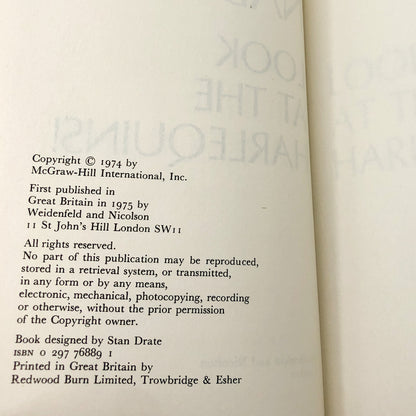 Copyright © 1974 by
McGraw-Hill International, Inc.
First published in
Great Britain in 1975 by
Weidenfeld and Nicolson
11 St John's Hill London SW11
All rights reserved.
No part of this publication may be reproduced,
stored in a retrieval system, or transmitted,
in any form or by any means,
electronic, mechanical, photocopying, recording
or otherwise, without the prior permission
of the Copyright owner.
Book designed by Stan Drate
ISBN 0 297 76889 1
Printed in Great Britain by
Redwood Burn Limited, Trowbridge & Esher
LOOK
AT THE
HARLEQUINS!